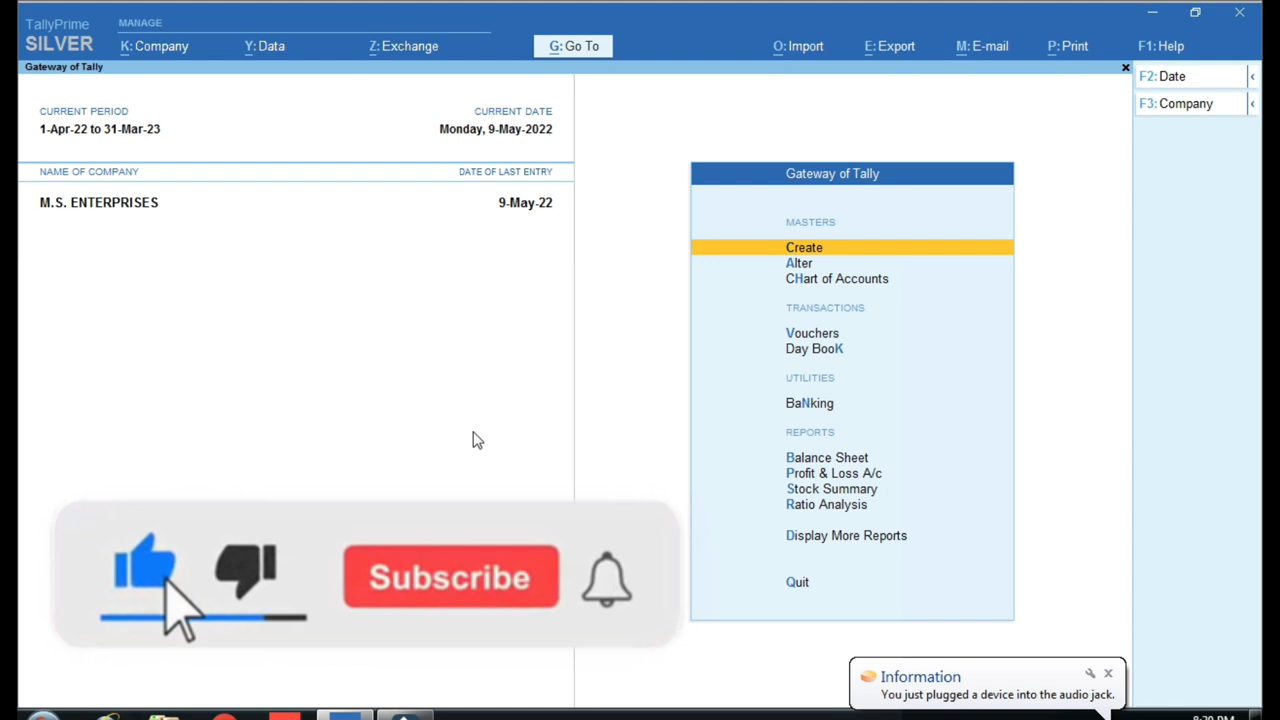 TallyPrime
SILVER
MANAGE
K: Company
Y: Data
Z: Exchange
G: Go To
O: Import
E: Export
M: E-mail
P: Print
F1: Help
Gateway of Tally
F2: Date
F3: Company
CURRENT PERIOD
CURRENT DATE
1-Apr-22 to 31-Mar-23
Monday, 9-May-2022
NAME OF COMPANY
DATE OF LAST ENTRY
M.S. ENTERPRISES
9-May-22
Gateway of Tally
MASTERS
Create
Alter
CHart of Accounts
TRANSACTIONS
Vouchers
Day BooK
UTILITIES
BaNking
REPORTS
Balance Sheet
Profit & Loss A/c
Stock Summary
Ratio Analysis
Display More Reports
Quit
Subscribe
Information
You just plugged a device into the audio jack.
8:20 PM